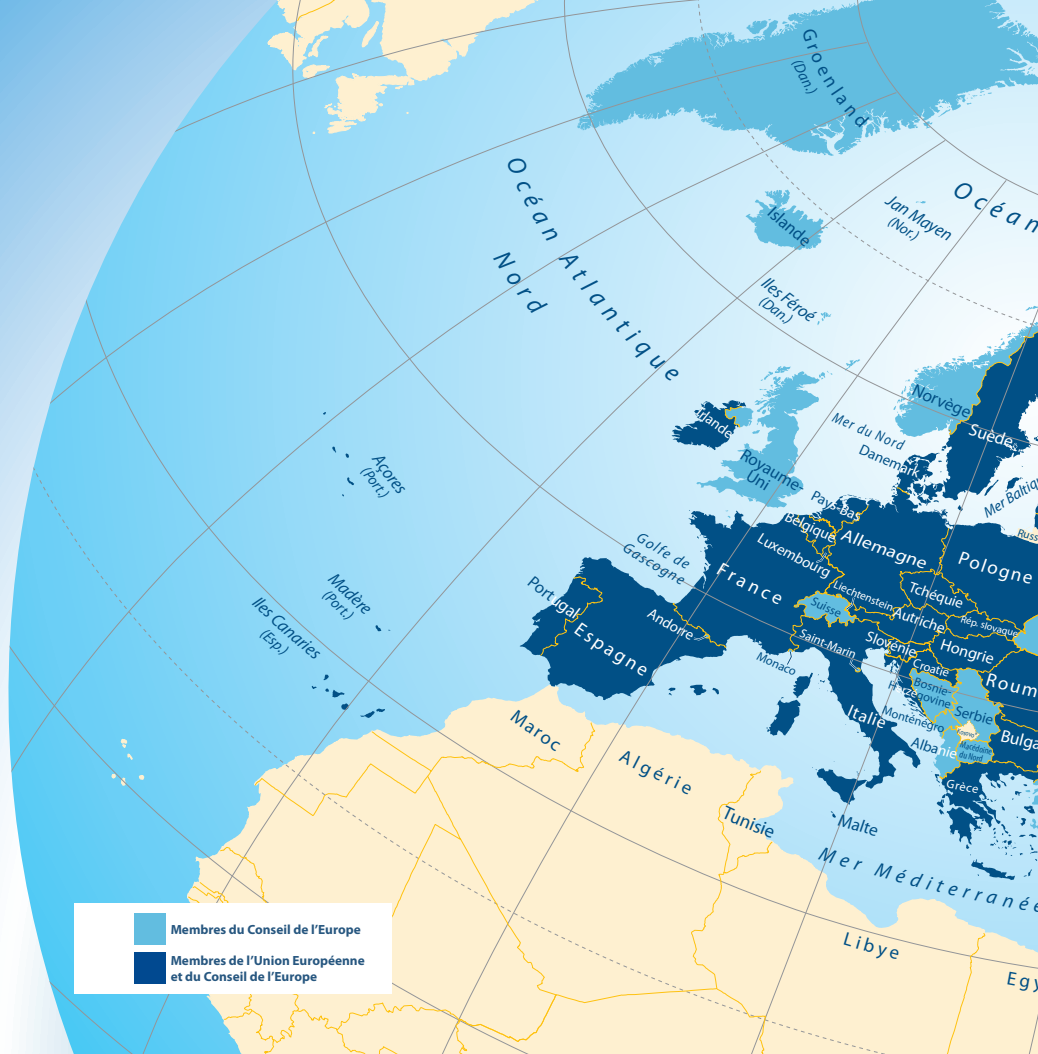 Groenland
(Dan.)
Océan Atlantique
Nord
Islande
Jan Mayen
(Nor.)
Océan
Iles Féroé
(Dan.)
Norvège
Suède
Irlande
Mer du Nord
Danemark
Royaume-
Uni
Mer Baltiq
Açores
(Port.)
Pays-Bas
Belgique
Russ
Golfe de
Gascogne
Luxembourg
Allemagne
Pologne
France
Madère
(Port.)
Portugal
Liechtenstein
Tchéquie
Iles Canaries
(Esp.)
Suisse
Autriche
Rép. slovaque
Andorre
Espagne
Saint-Marin
Slovénie
Hongrie
Monaco
Croatie
Bosnie-
Herzégovine
Roum
Italie
Monténégro
Serbie
Kosovo*
Maroc
Albanie
Macédoine
du Nord
Bulga
Algérie
Grèce
Tunisie
Malte
Mer Méditerranée
Libye
Egy
Membres du Conseil de l’Europe
Membres de l’Union Européenne
et du Conseil de l’Europe